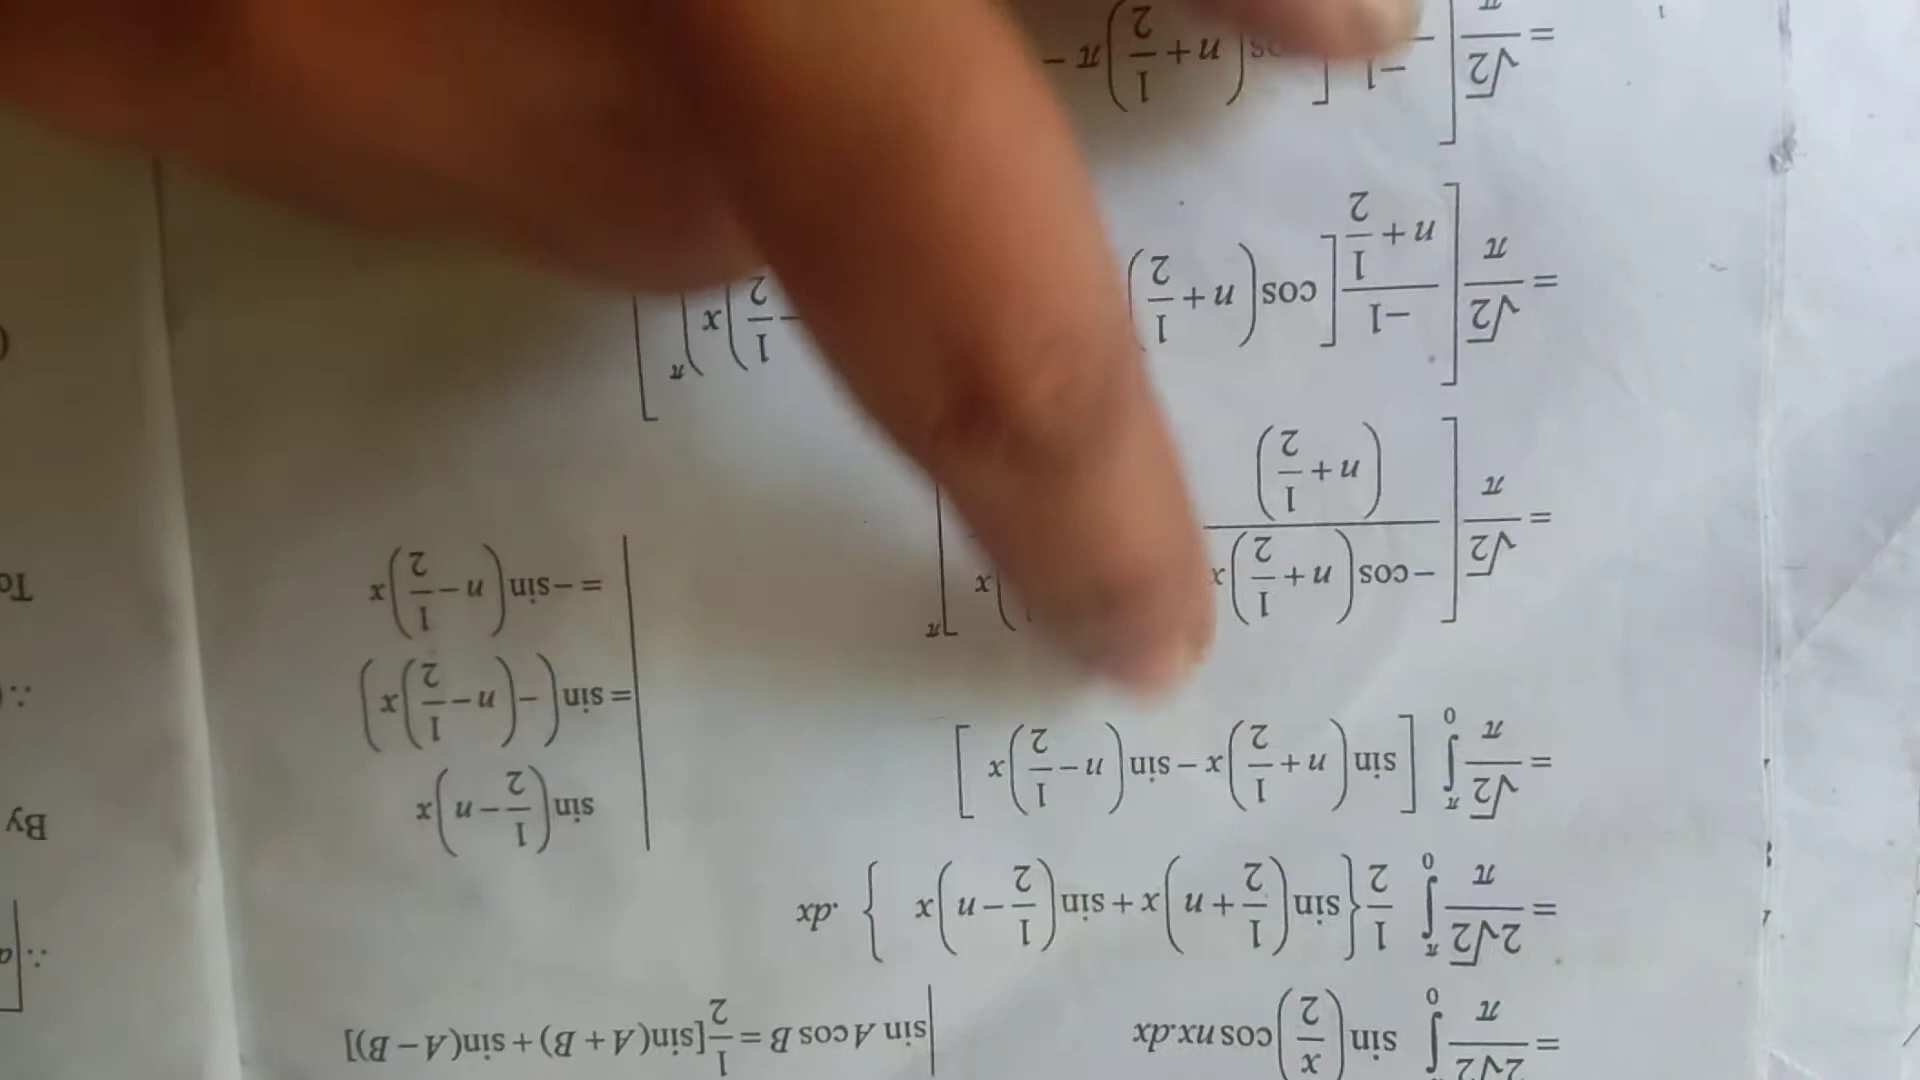 = 2√2/π ∫₀^π sin(x/2) cos nx.dx | sin A cos B = 1/2[sin(A+B)+sin(A−B)]
= 2√2/π ∫₀^π 1/2 {sin(1/2+n)x + sin(1/2−n)x} .dx
= √2/π ∫₀^π [sin(n+1/2)x − sin(n−1/2)x] | sin(1/2−n)x
= sin(−(n−1/2)x)
= −sin(n−1/2)x
= √2/π [−cos(n+1/2)x / (n+1/2) )x ]^π
= √2/π [−1/(n+1/2) [cos(n+1/2) − 1/2)x)^π ]
= √2/π [−1 [ (n+1/2)π −
∴
By
∴
To
(